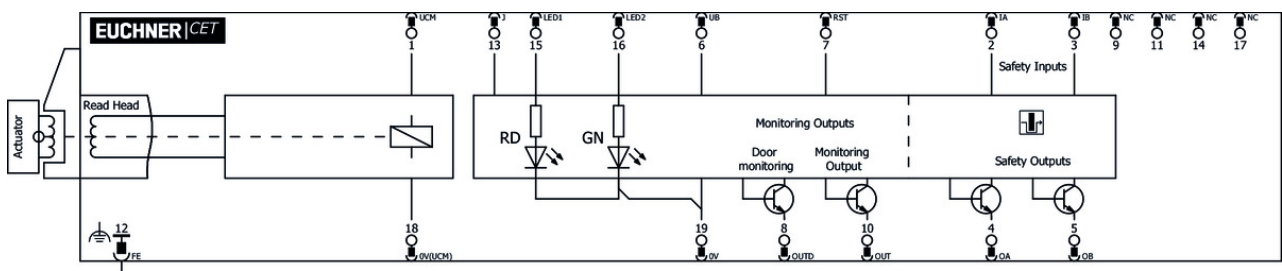 UCM J LED1 LED2 UB RST IA IB NC NC NC NC
EUCHNER CET
1 13 15 16 6 7 2 3 9 11 14 17
Safety Inputs
Read Head
Actuator
RD GN
Monitoring Outputs
Door monitoring
Monitoring Output
Safety Outputs
12 18 19 8 10 4 5
FE 0V(UCM) 0V OUTD OUT OA OB